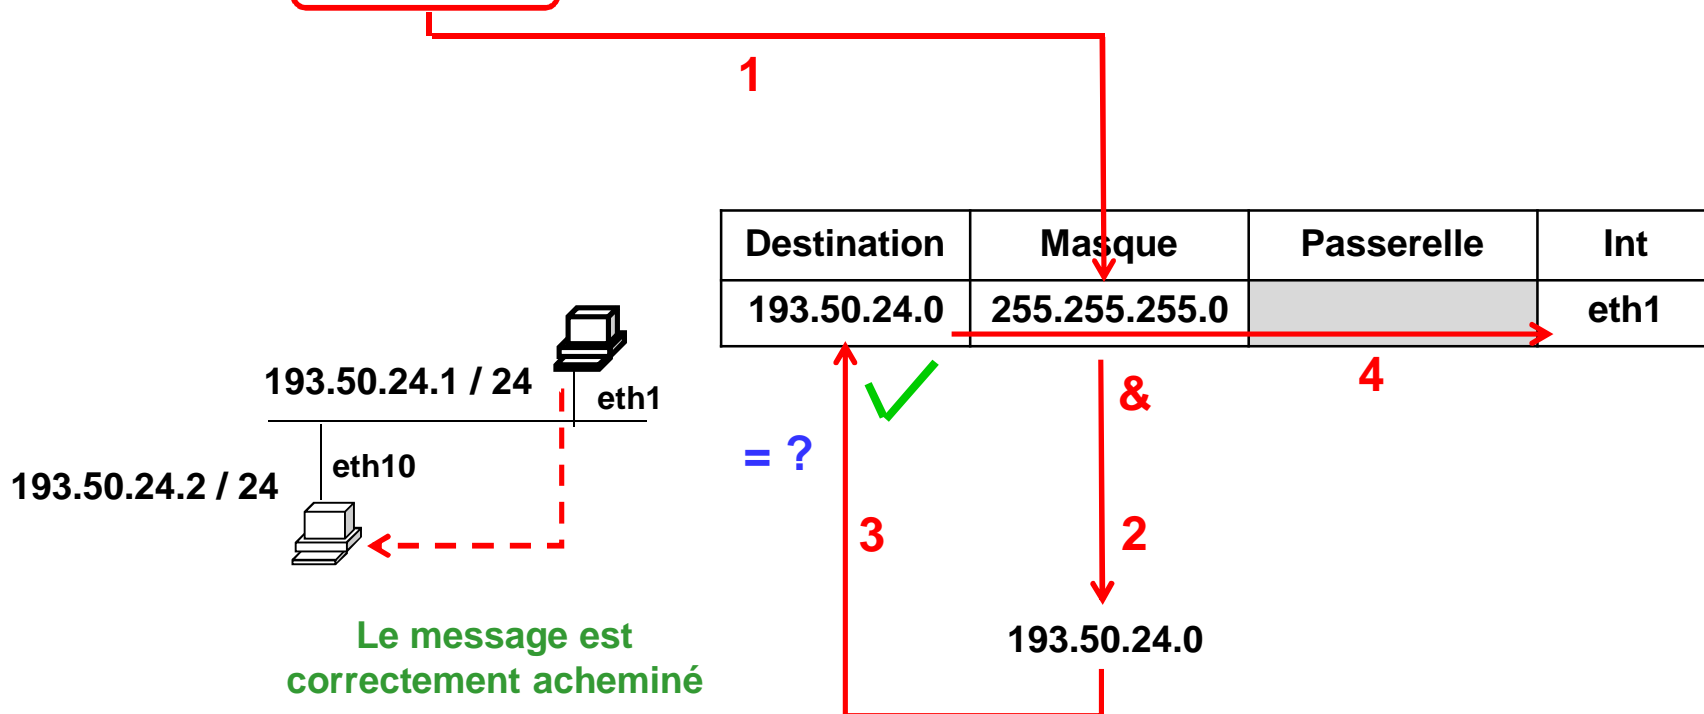 1
Destination Masque Passerelle Int
193.50.24.0 255.255.255.0 eth1
193.50.24.1 / 24
eth1
4
&
= ?
eth10
193.50.24.2 / 24
3
2
Le message est
correctement acheminé
193.50.24.0